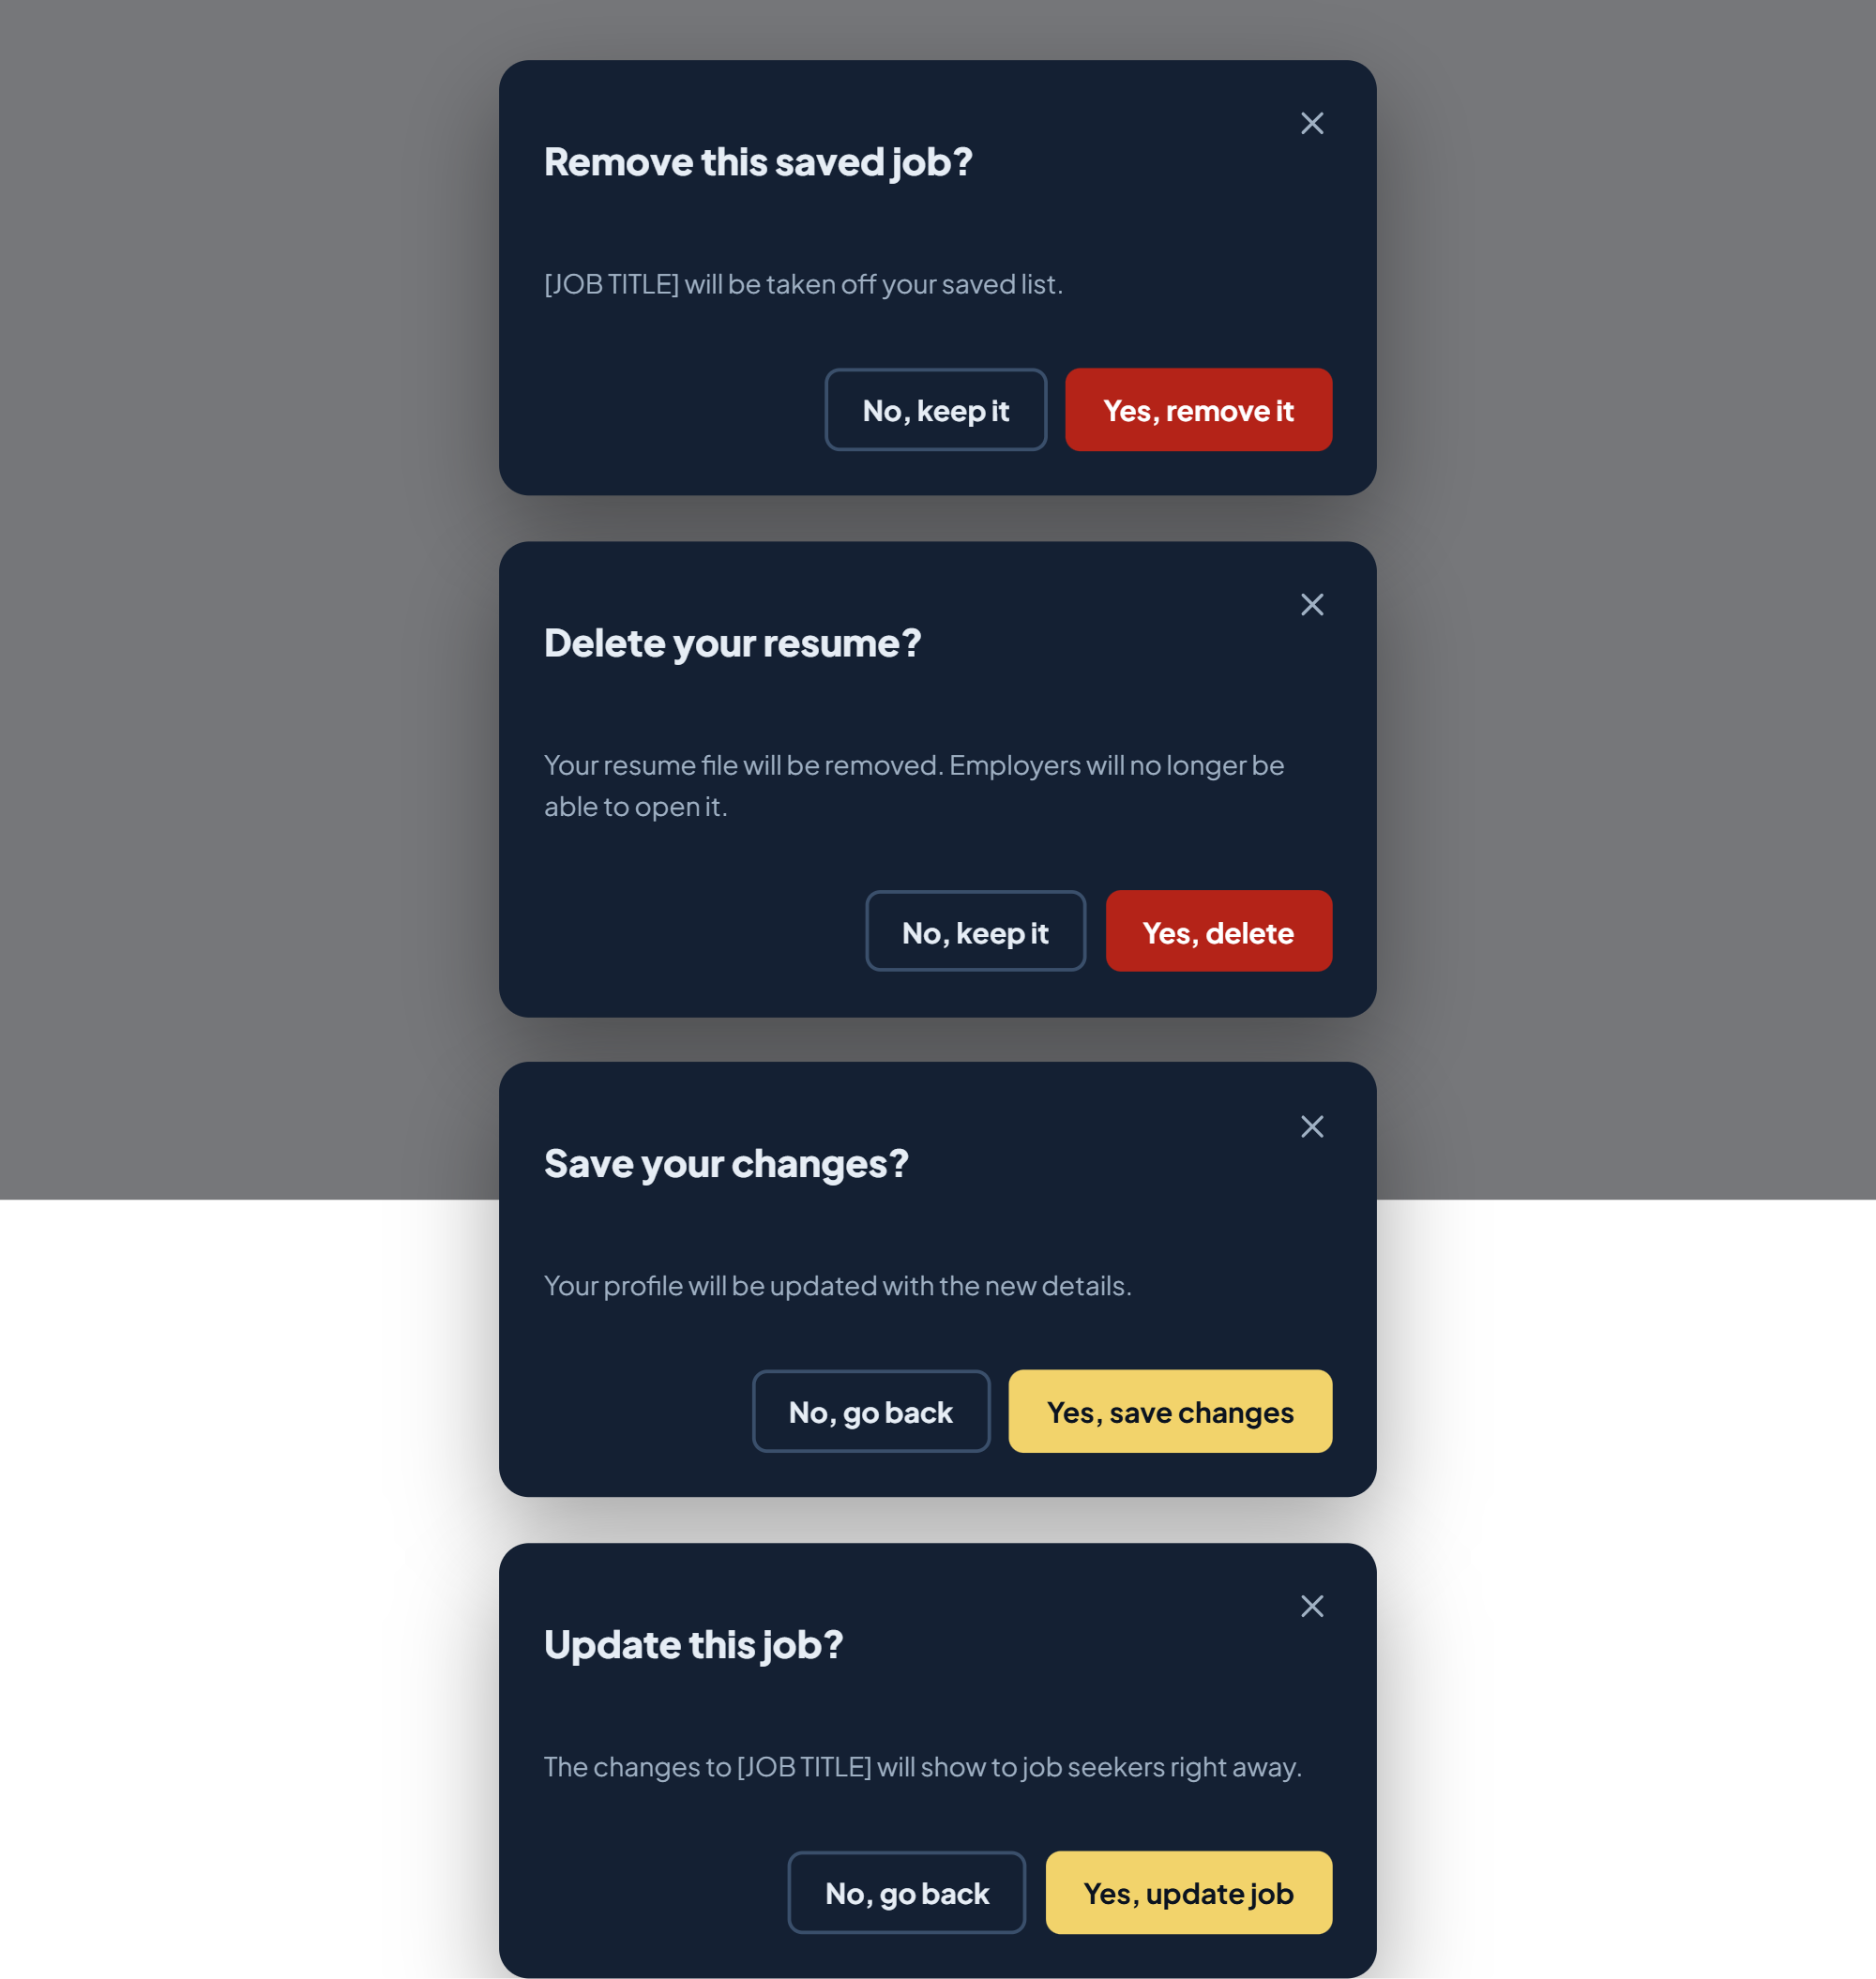 Remove this saved job?
[JOB TITLE] will be taken off your saved list.
No, keep it
Yes, remove it
Delete your resume?
Your resume file will be removed. Employers will no longer be
able to open it.
No, keep it
Yes, delete
Save your changes?
Your profile will be updated with the new details.
No, go back
Yes, save changes
Update this job?
The changes to [JOB TITLE] will show to job seekers right away.
No, go back
Yes, update job